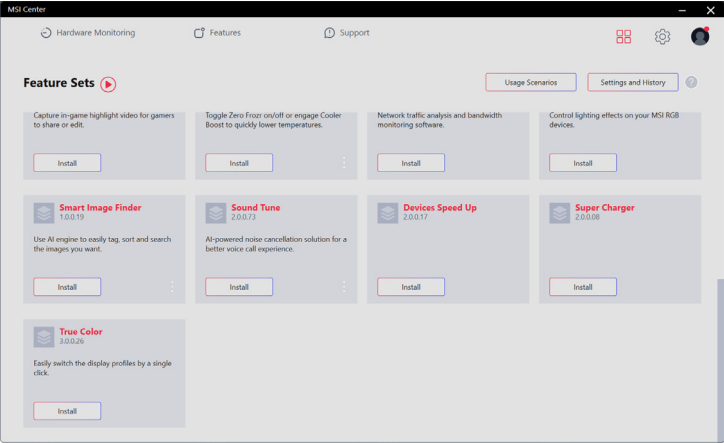 MSI Center
Hardware Monitoring
Features
Support
Feature Sets
Usage Scenarios
Settings and History
?
Capture in-game highlight video for gamers
to share or edit.
Install
Toggle Zero Frozr on/off or engage Cooler
Boost to quickly lower temperatures.
Install
Network traffic analysis and bandwidth
monitoring software.
Install
Control lighting effects on your MSI RGB
devices.
Install
Smart Image Finder
1.0.0.19
Use AI engine to easily tag, sort and search
the images you want.
Install
Sound Tune
2.0.0.73
AI-powered noise cancellation solution for a
better voice call experience.
Install
Devices Speed Up
2.0.0.17
Install
Super Charger
2.0.0.08
Install
True Color
3.0.0.26
Easily switch the display profiles by a single
click.
Install